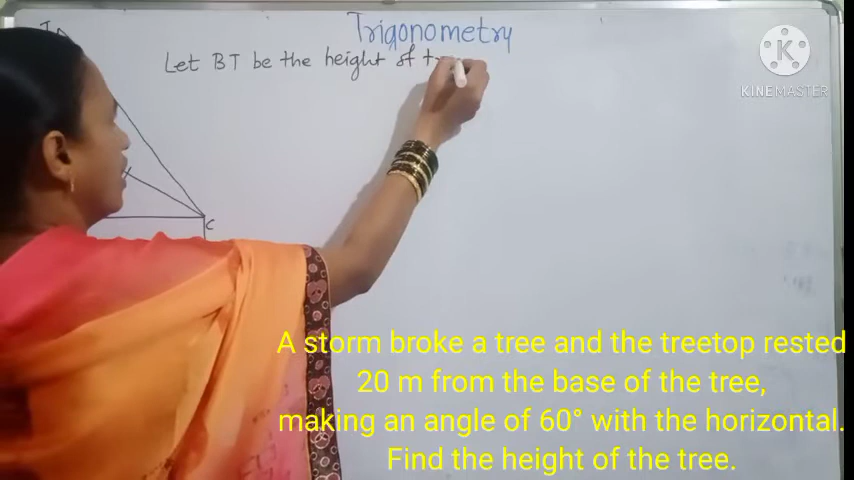 Trigonometry
Let BT be the height of
T
C
KINEMASTER
A storm broke a tree and the treetop rested
20 m from the base of the tree,
making an angle of 60° with the horizontal.
Find the height of the tree.